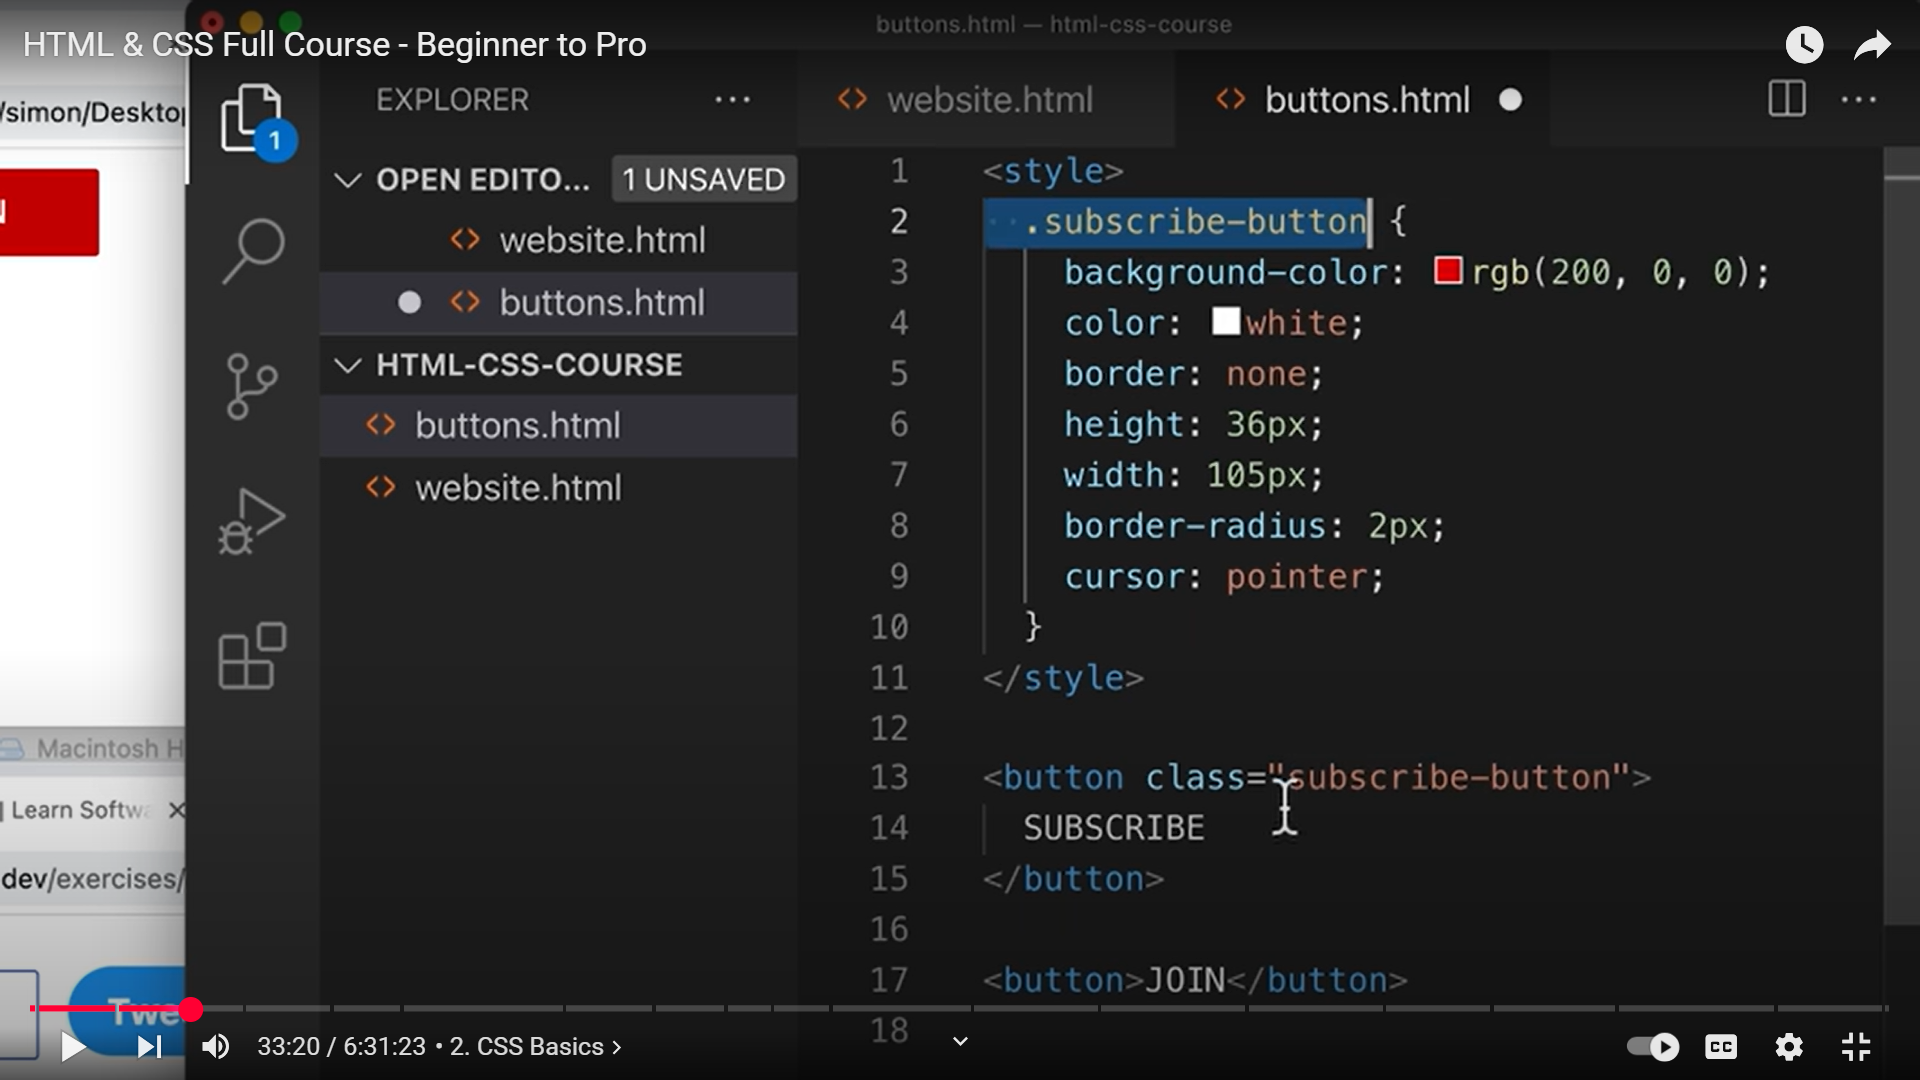 buttons.html — html-css-course
HTML & CSS Full Course - Beginner to Pro
/simon/Desktop
EXPLORER
website.html
buttons.html
1
OPEN EDITO...
1 UNSAVED
website.html
buttons.html
HTML-CSS-COURSE
buttons.html
website.html
1 <style>
2 .subscribe-button {
3 background-color: rgb(200, 0, 0);
4 color: white;
5 border: none;
6 height: 36px;
7 width: 105px;
8 border-radius: 2px;
9 cursor: pointer;
10 }
11 </style>
12
13 <button class="subscribe-button">
14 SUBSCRIBE
15 </button>
16
17 <button>JOIN</button>
18
N
Macintosh H
| Learn Softwa
dev/exercises/
Twe
33:20 / 6:31:23 • 2. CSS Basics >
CC